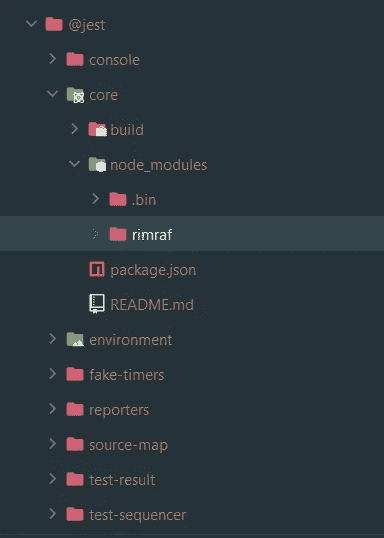 @jest
console
core
build
node_modules
.bin
rimraf
package.json
README.md
environment
fake-timers
reporters
source-map
test-result
test-sequencer